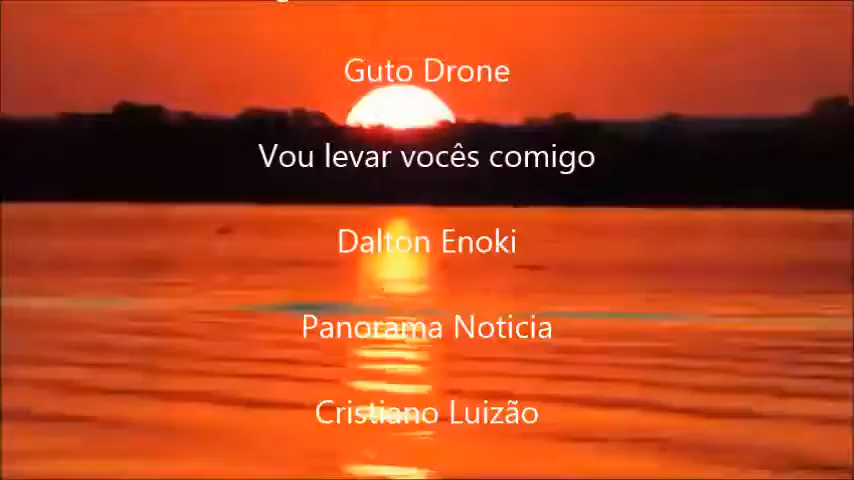 Guto Drone
Vou levar vocês comigo
Dalton Enoki
Panorama Noticia
Cristiano Luizão